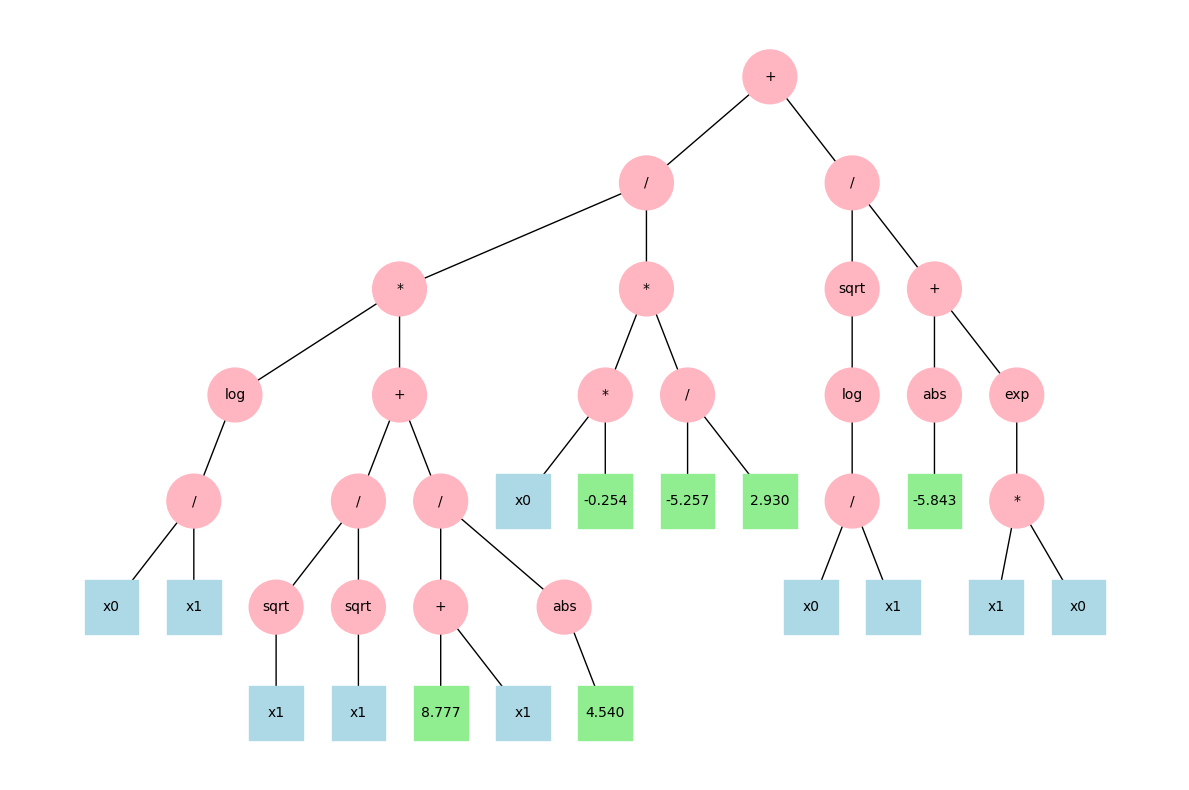 +
/ /
* * sqrt +
log + * / log abs exp
/ / / x0 -0.254 -5.257 2.930 / -5.843 *
x0 x1 sqrt sqrt + abs x0 x1 x1 x0
x1 x1 8.777 x1 4.540